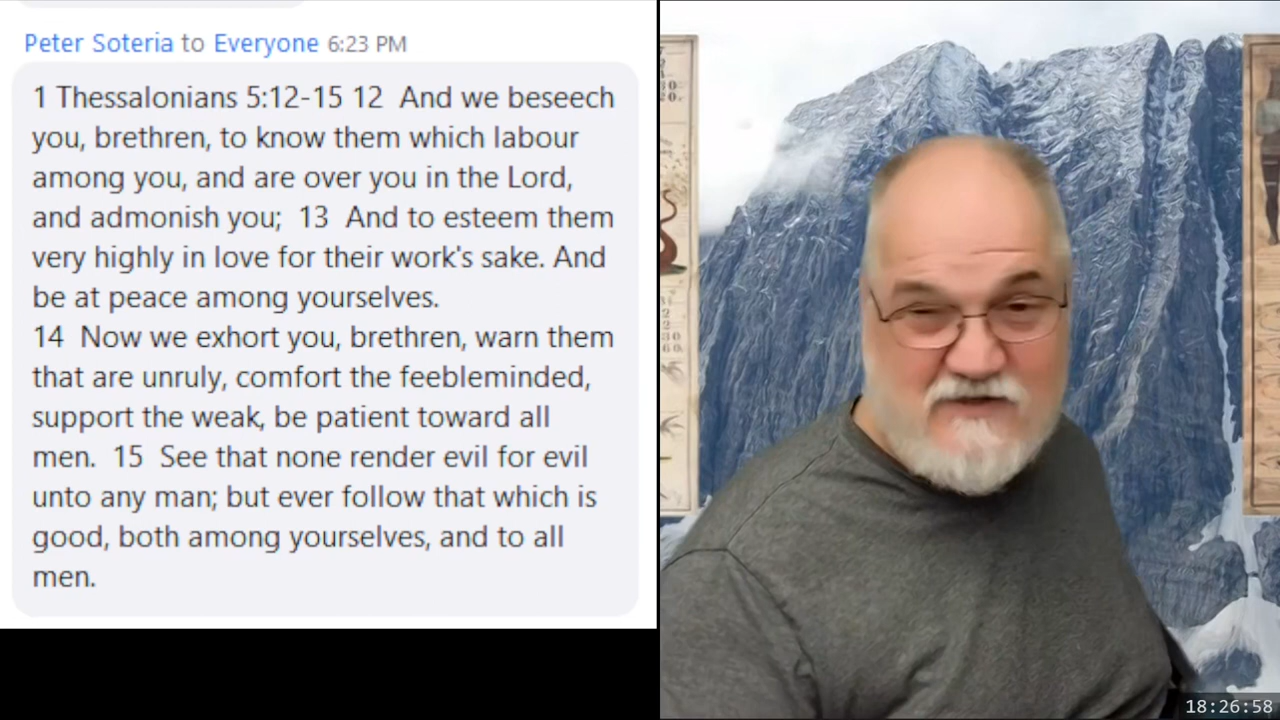 Peter Soteria to Everyone 6:23 PM
1 Thessalonians 5:12-15 12 And we beseech
you, brethren, to know them which labour
among you, and are over you in the Lord,
and admonish you; 13 And to esteem them
very highly in love for their work's sake. And
be at peace among yourselves.
14 Now we exhort you, brethren, warn them
that are unruly, comfort the feebleminded,
support the weak, be patient toward all
men. 15 See that none render evil for evil
unto any man; but ever follow that which is
good, both among yourselves, and to all
men.
18:26:58